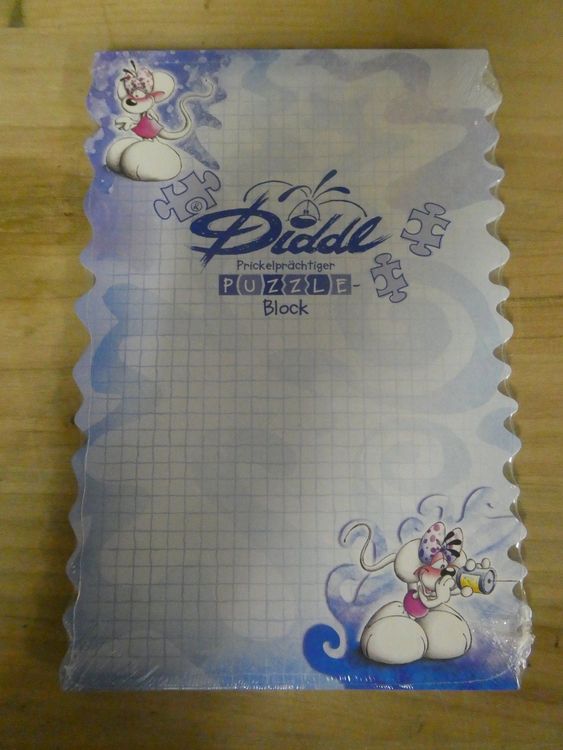 Diddl
Prickelprächtiger
PUZZLE-
Block